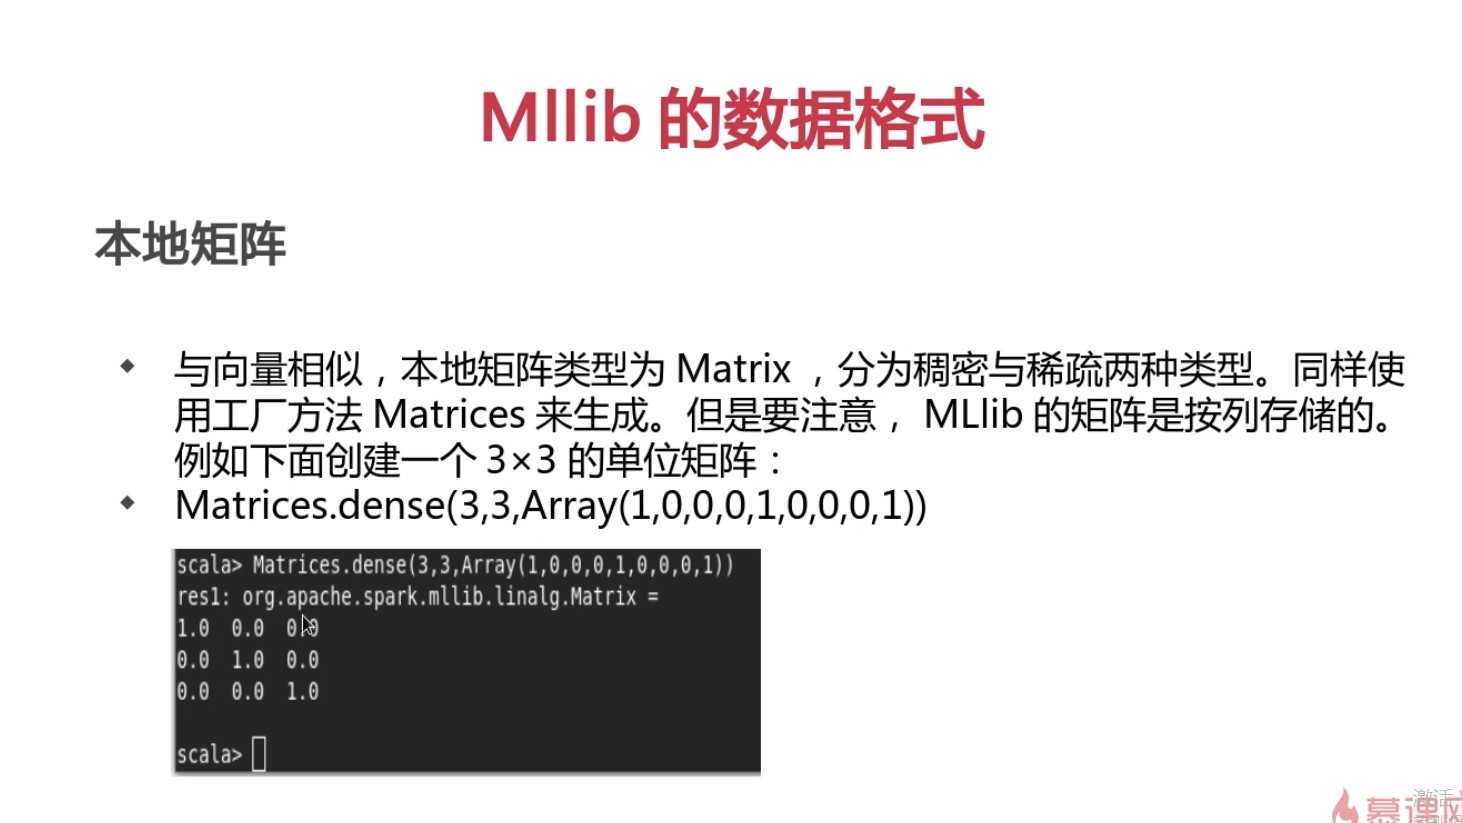 Mllib 的数据格式
本地矩阵
与向量相似，本地矩阵类型为 Matrix ，分为稠密与稀疏两种类型。同样使
用工厂方法 Matrices 来生成。但是要注意， MLlib 的矩阵是按列存储的。
例如下面创建一个 3×3 的单位矩阵：
Matrices.dense(3,3,Array(1,0,0,0,1,0,0,0,1))
scala> Matrices.dense(3,3,Array(1,0,0,0,1,0,0,0,1))
res1: org.apache.spark.mllib.linalg.Matrix =
1.0 0.0 0.0
0.0 1.0 0.0
0.0 0.0 1.0
scala>
激活
慕课网